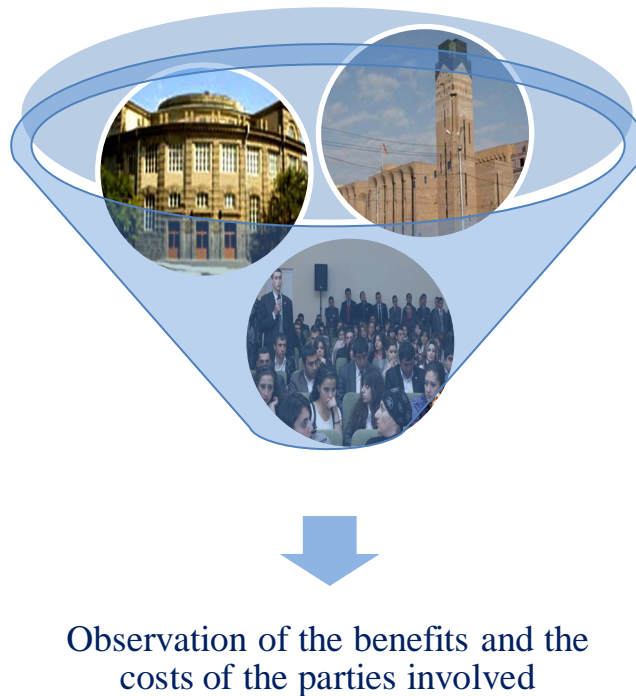 Observation of the benefits and the
costs of the parties involved